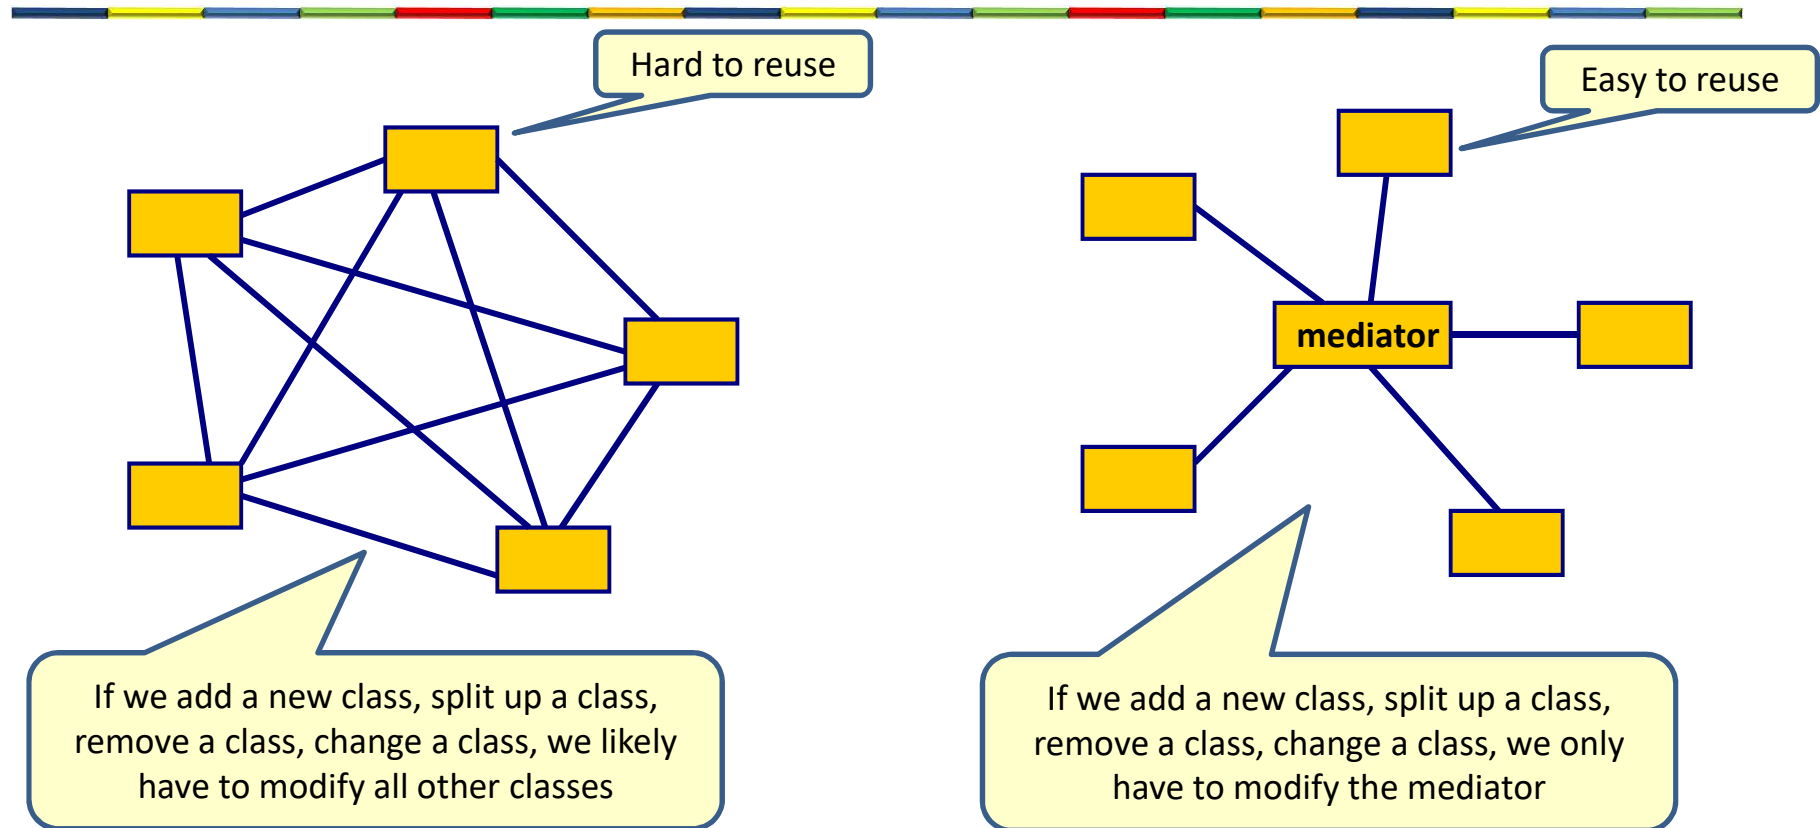 Hard to reuse
Easy to reuse
mediator
If we add a new class, split up a class,
remove a class, change a class, we likely
have to modify all other classes
If we add a new class, split up a class,
remove a class, change a class, we only
have to modify the mediator